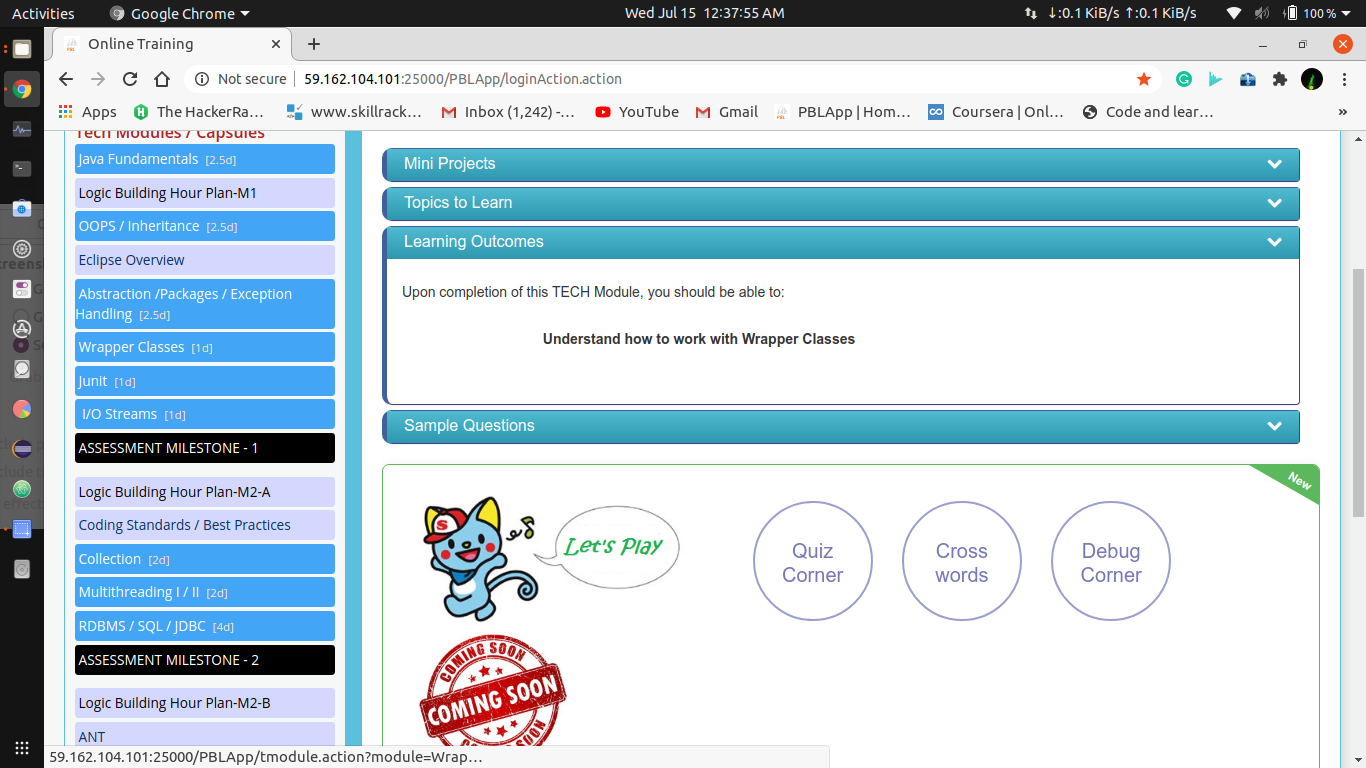 Activities
Google Chrome
Wed Jul 15 12:37:55 AM
↓:0.1 KiB/s ↑:0.1 KiB/s
100 %
Online Training
Not secure
59.162.104.101:25000/PBLApp/loginAction.action
Apps
The HackerRa…
www.skillrack…
Inbox (1,242) -…
YouTube
Gmail
PBLApp | Hom…
Coursera | Onl…
Code and lear…
»
Tech Modules / Capsules
Java Fundamentals [2.5d]
Logic Building Hour Plan-M1
OOPS / Inheritance [2.5d]
Eclipse Overview
Abstraction /Packages / Exception
Handling [2.5d]
Wrapper Classes [1d]
Junit [1d]
I/O Streams [1d]
ASSESSMENT MILESTONE - 1
Logic Building Hour Plan-M2-A
Coding Standards / Best Practices
Collection [2d]
Multithreading I / II [2d]
RDBMS / SQL / JDBC [4d]
ASSESSMENT MILESTONE - 2
Logic Building Hour Plan-M2-B
ANT
Mini Projects
Topics to Learn
Learning Outcomes
Upon completion of this TECH Module, you should be able to:
Understand how to work with Wrapper Classes
Sample Questions
New
S
Let's Play
Quiz
Corner
Cross
words
Debug
Corner
COMING SOON
COMING SOON
COMING SOON
59.162.104.101:25000/PBLApp/tmodule.action?module=Wrap…